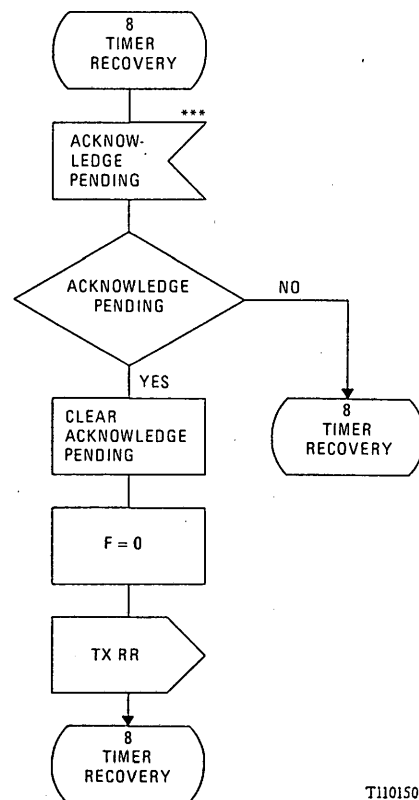 8
TIMER
RECOVERY
***
ACKNOW-
LEDGE
PENDING
ACKNOWLEDGE
PENDING
NO
YES
CLEAR
ACKNOWLEDGE
PENDING
8
TIMER
RECOVERY
F = 0
TX RR
8
TIMER
RECOVERY
T110150